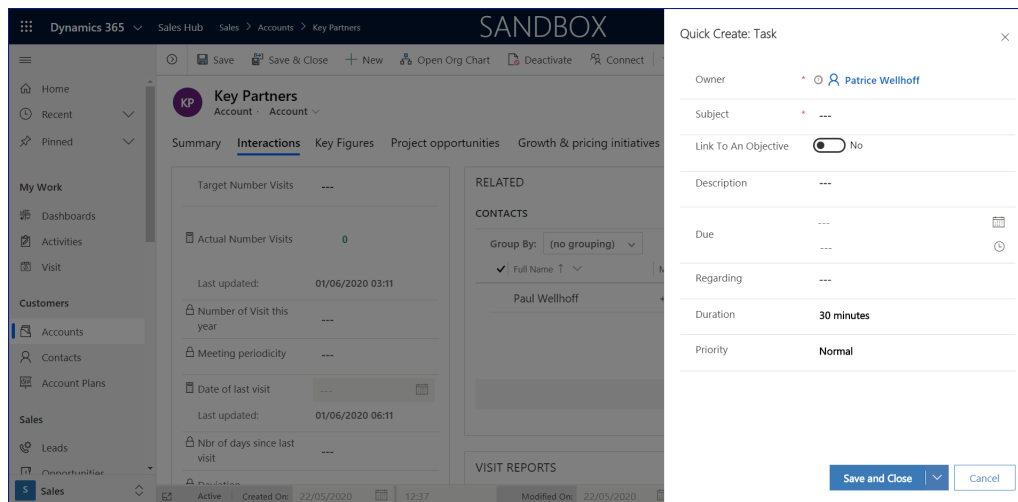 Dynamics 365
Sales Hub Sales > Accounts > Key Partners
SANDBOX
Save Save & Close New Open Org Chart Deactivate Connect
Home
Recent
Pinned
My Work
Dashboards
Activities
Visit
Customers
Accounts
Contacts
Account Plans
Sales
Leads
Opportunities
S Sales
KP Key Partners
Account · Account
Summary Interactions Key Figures Project opportunities Growth & pricing initiatives
Target Number Visits ---
Actual Number Visits 0
Last updated: 01/06/2020 03:11
Number of Visit this
year ---
Meeting periodicity ---
Date of last visit ---
Last updated: 01/06/2020 06:11
Nbr of days since last
visit ---
Deviation
RELATED
CONTACTS
Group By: (no grouping)
Full Name ↑ M
Paul Wellhoff +
VISIT REPORTS
Active Created On: 22/05/2020 12:37 Modified On: 22/05/2020
Quick Create: Task
Owner * Patrice Wellhoff
Subject * ---
Link To An Objective No
Description ---
Due ---
---
Regarding ---
Duration 30 minutes
Priority Normal
Save and Close Cancel